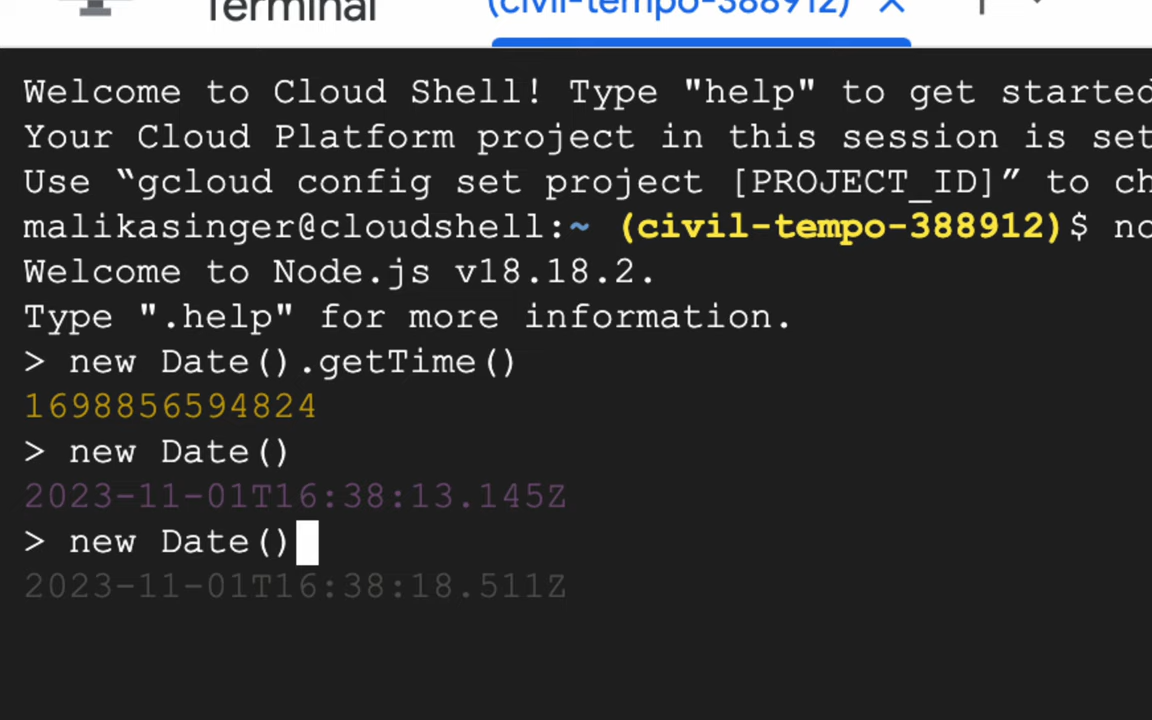 Terminal
(civil-tempo-388912) × + 
Welcome to Cloud Shell! Type "help" to get started
Your Cloud Platform project in this session is set
Use “gcloud config set project [PROJECT_ID]” to
malikasinger@cloudshell:~ (civil-tempo-388912)$
Welcome to Node.js v18.18.2.
Type ".help" for more information.
> new Date().getTime()
1698856594824
> new Date()
2023-11-01T16:38:13.145Z
> new Date()
2023-11-01T16:38:18.511Z